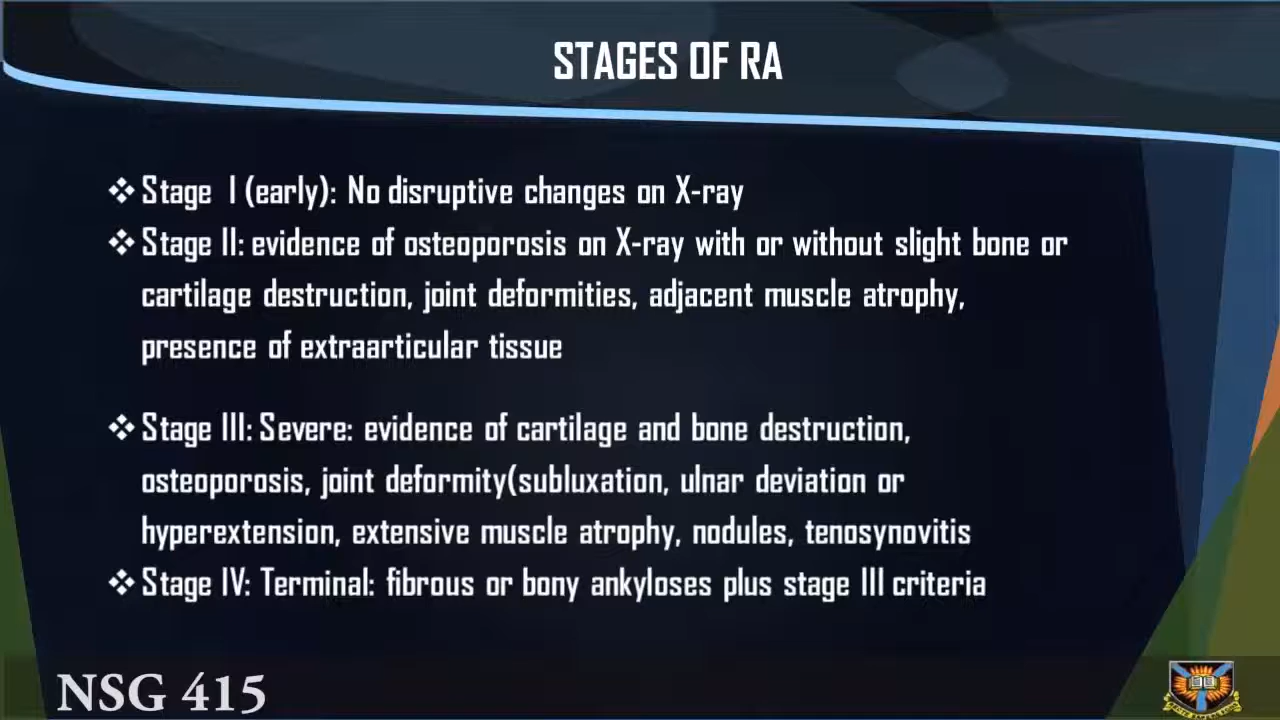 STAGES OF RA
❖ Stage I (early): No disruptive changes on X-ray
❖ Stage II: evidence of osteoporosis on X-ray with or without slight bone or
cartilage destruction, joint deformities, adjacent muscle atrophy,
presence of extraarticular tissue
❖ Stage III: Severe: evidence of cartilage and bone destruction,
osteoporosis, joint deformity(subluxation, ulnar deviation or
hyperextension, extensive muscle atrophy, nodules, tenosynovitis
❖ Stage IV: Terminal: fibrous or bony ankyloses plus stage III criteria
NSG 415